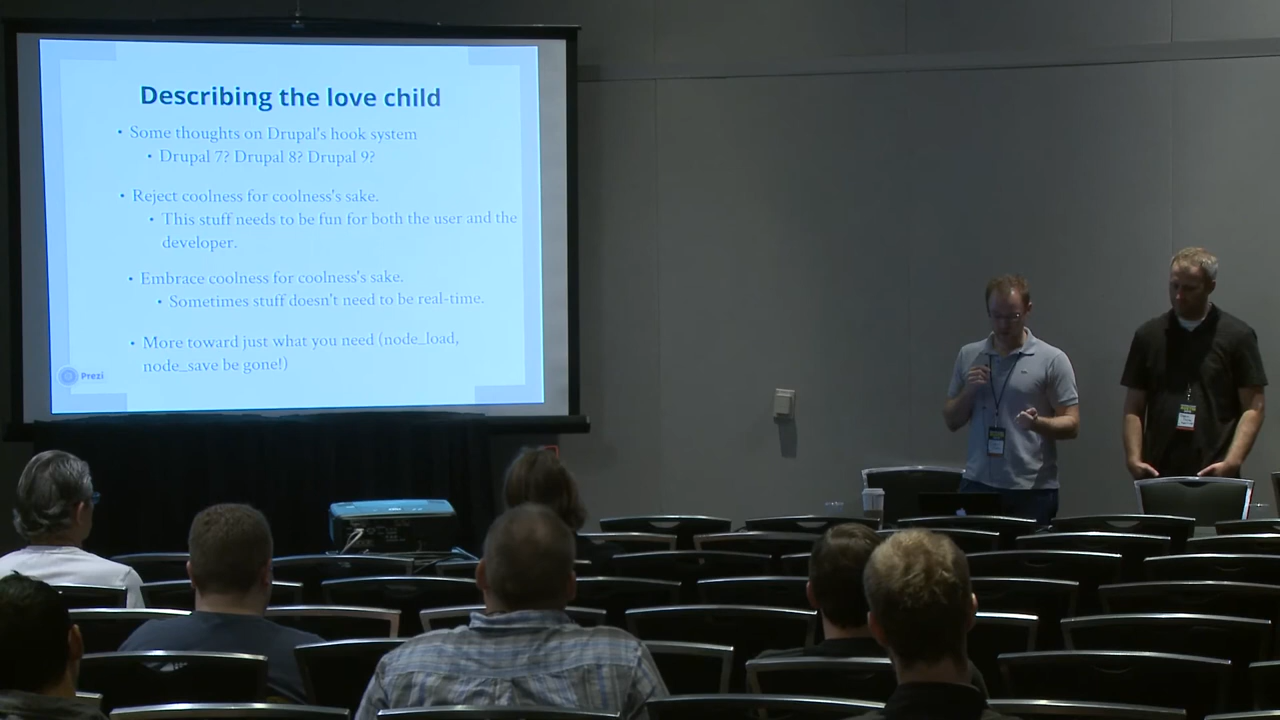 Describing the love child
• Some thoughts on Drupal's hook system
• Drupal 7? Drupal 8? Drupal 9?
• Reject coolness for coolness's sake.
• This stuff needs to be fun for both the user and the
developer.
• Embrace coolness for coolness's sake.
• Sometimes stuff doesn't need to be real-time.
• More toward just what you need (node_load,
node_save be gone!)
Prezi